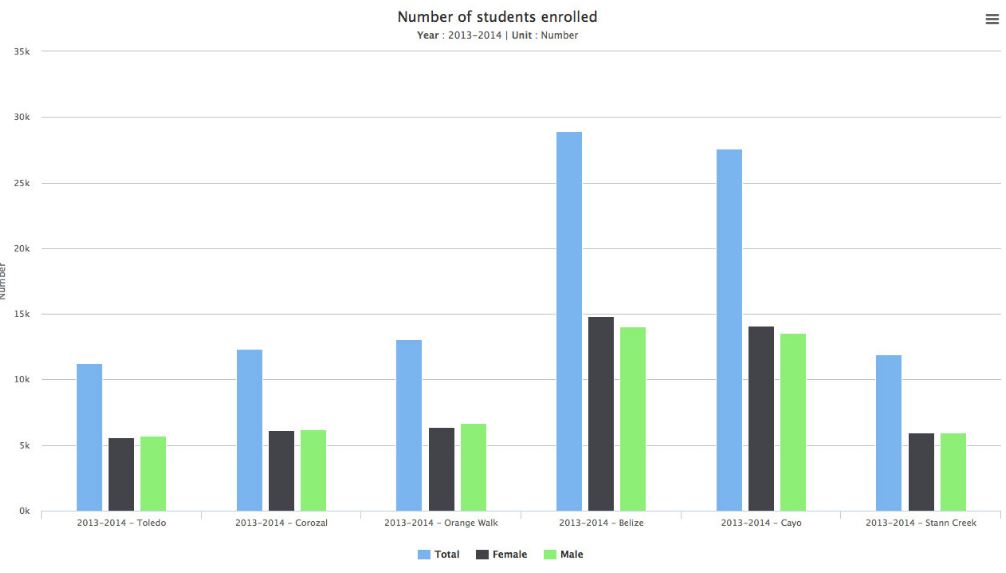 Number of students enrolled
Year : 2013-2014 | Unit : Number
35k
30k
25k
20k
15k
10k
5k
0k
Number
2013-2014 - Toledo
2013-2014 - Corozal
2013-2014 - Orange Walk
2013-2014 - Belize
2013-2014 - Cayo
2013-2014 - Stann Creek
Total
Female
Male